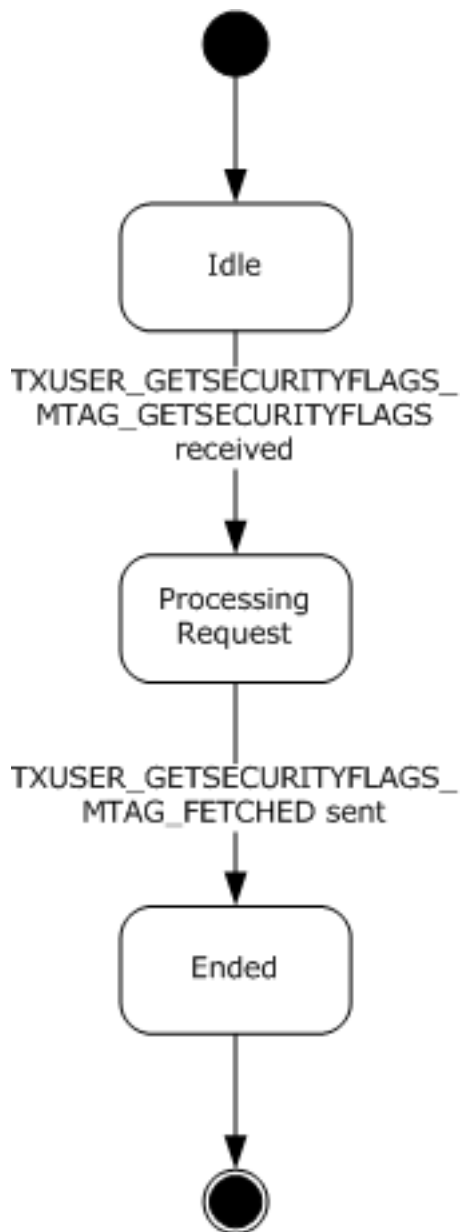 Idle
TXUSER_GETSECURITYFLAGS_
MTAG_GETSECURITYFLAGS
received
Processing
Request
TXUSER_GETSECURITYFLAGS_
MTAG_FETCHED sent
Ended